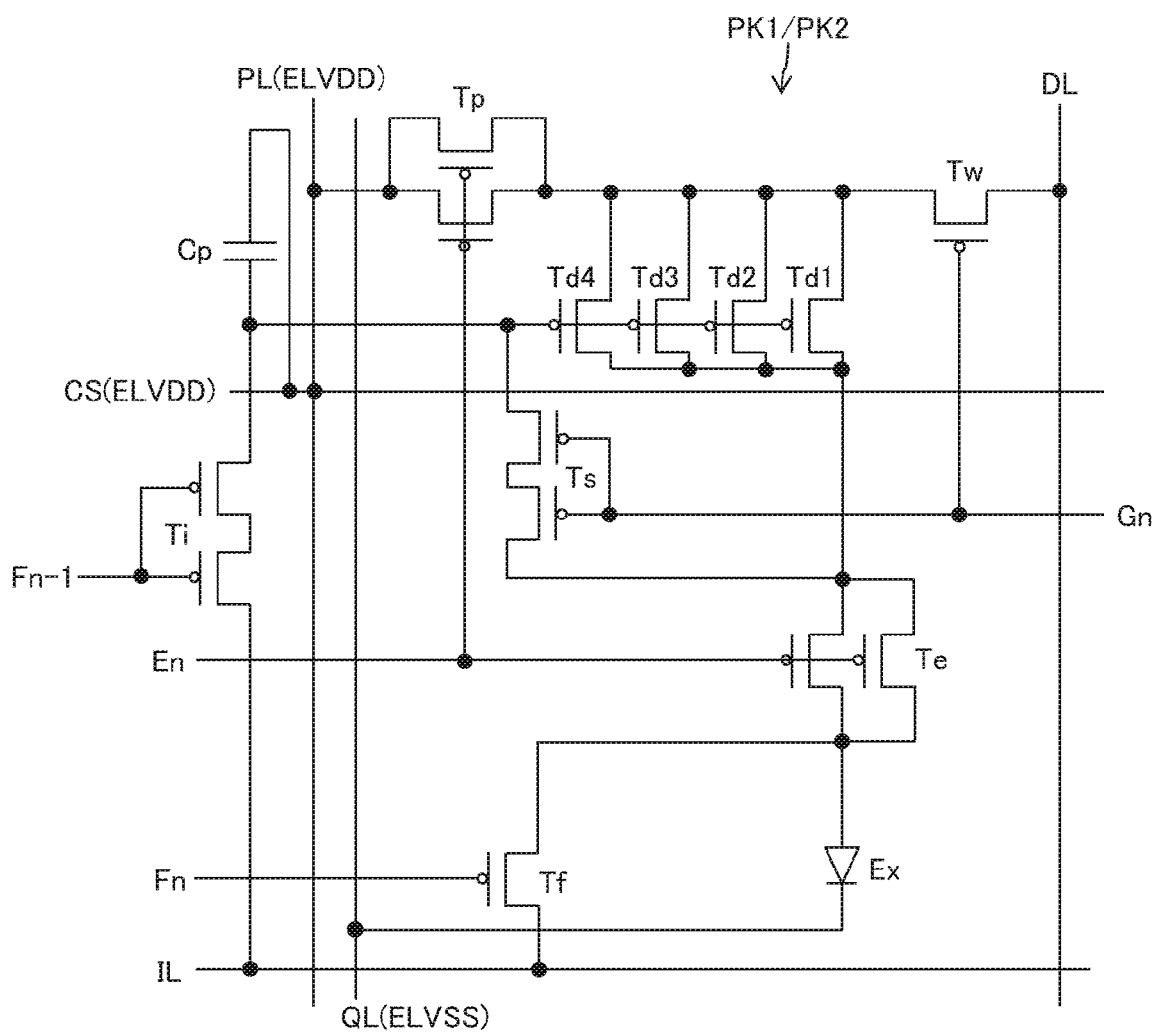 PK1/PK2
PL(ELVDD)
Tp
DL
Tw
Cp
Td4
Td3
Td2
Td1
CS(ELVDD)
Ts
Gn
Ti
Fn-1
En
Te
Fn
Tf
Ex
IL
QL(ELVSS)